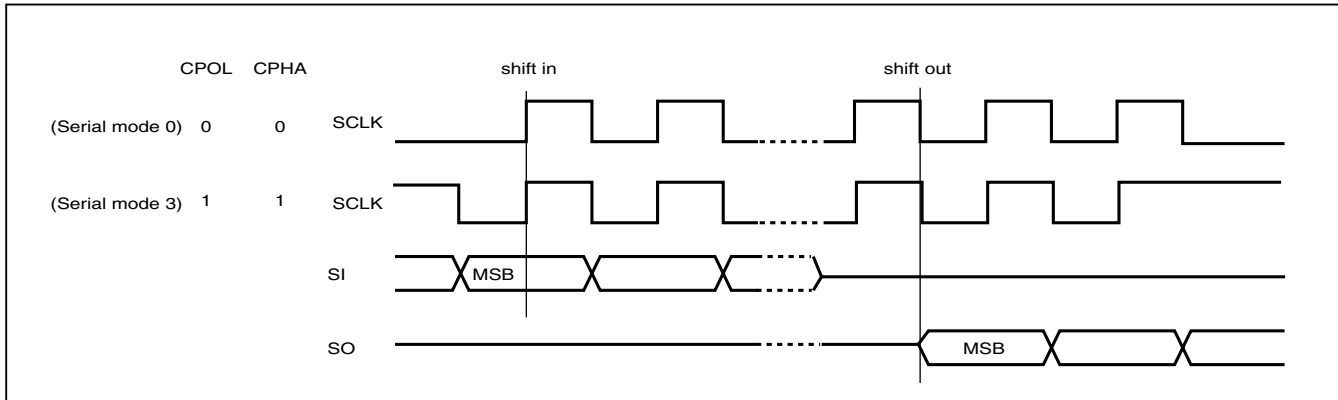 CPOL CPHA shift in shift out
(Serial mode 0) 0 0 SCLK
(Serial mode 3) 1 1 SCLK
SI MSB
SO MSB